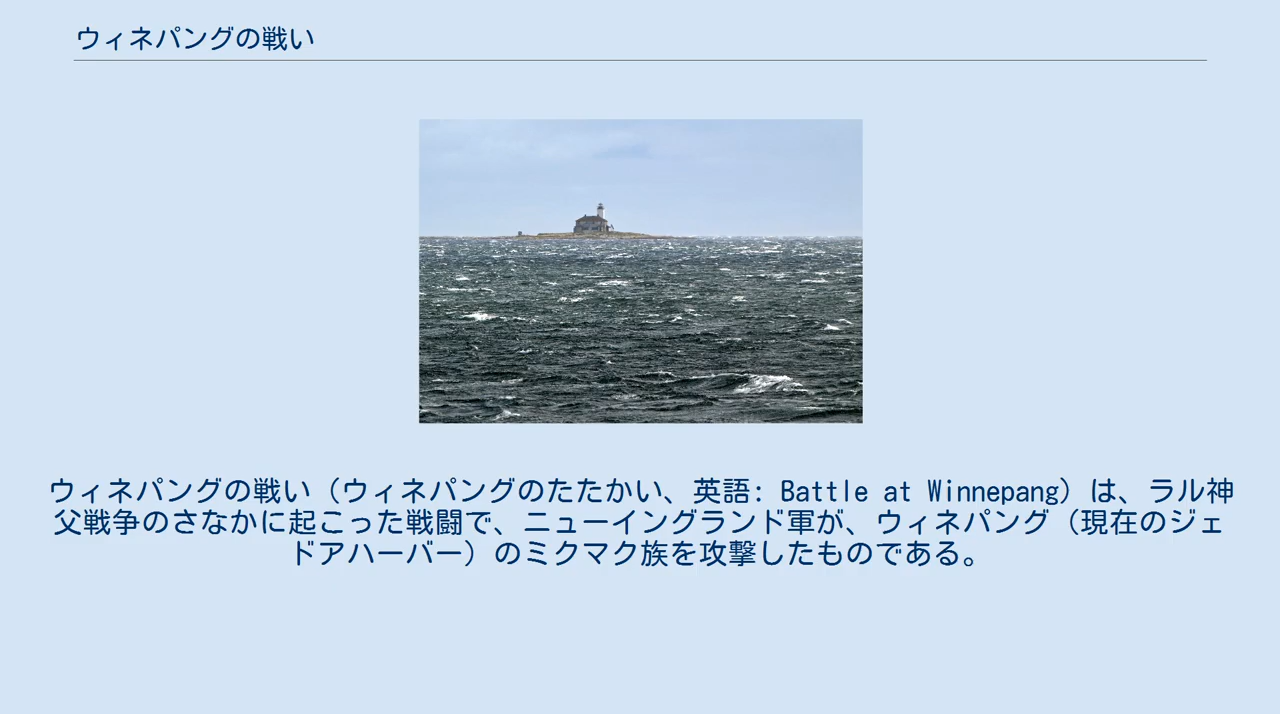 ウィネパングの戦い
ウィネパングの戦い（ウィネパングのたたかい、英語: Battle at Winnepang）は、ラル神
父戦争のさなかに起こった戦闘で、ニューイングランド軍が、ウィネパング（現在のジェ
ドアハーバー）のミクマク族を攻撃したものである。